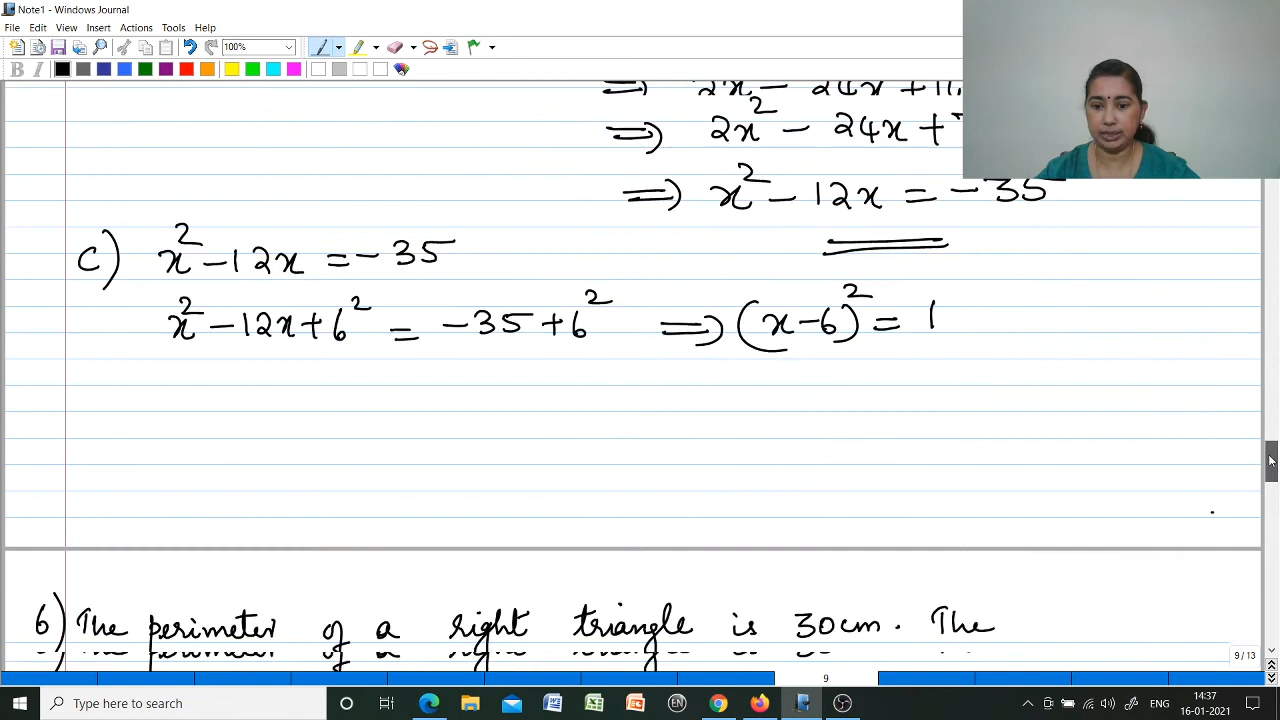 Note1 - Windows Journal
File Edit View Insert Actions Tools Help
100%
B I
⇒ 2x² - 24x +
⇒ x² - 12x = -35
c) x² - 12x = -35
x² - 12x + 6² = -35 + 6² ⇒ (x - 6)² = 1
6) The perimeter of a right triangle is 30cm. The
9 / 13
9
Type here to search
EN
ENG
14:37
16-01-2021